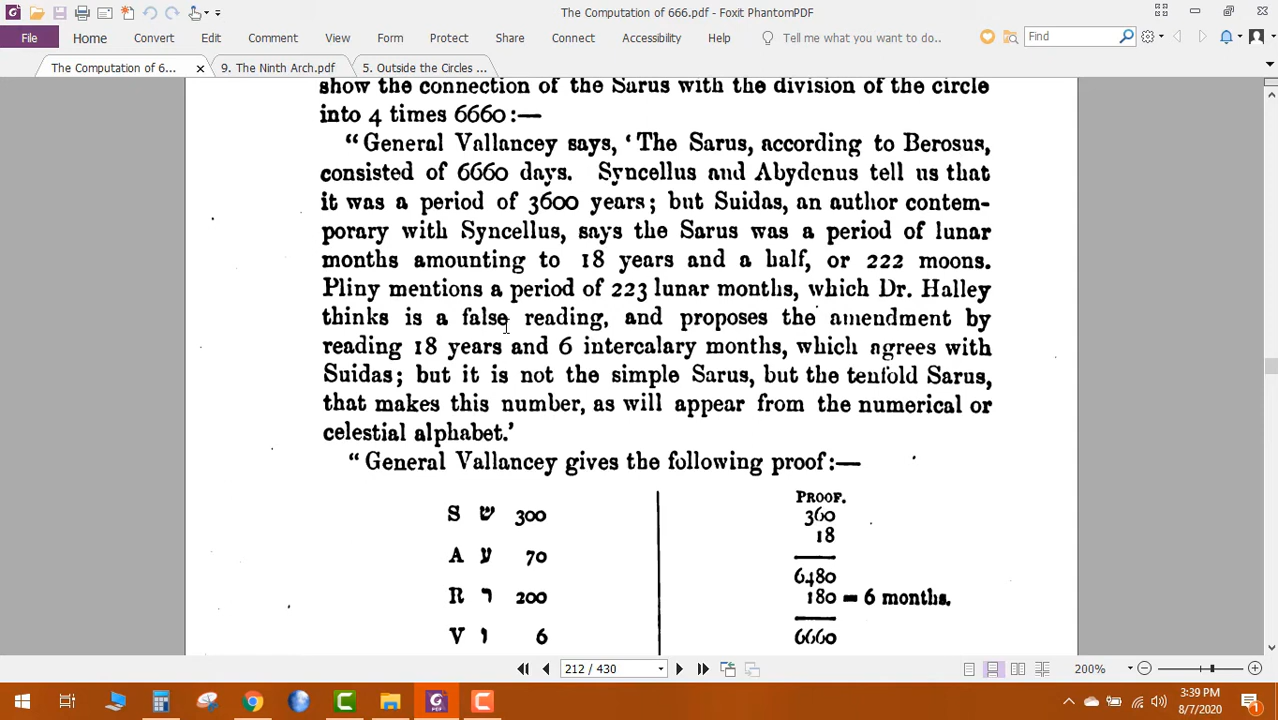 The Computation of 666.pdf - Foxit PhantomPDF
File Home Convert Edit Comment View Form Protect Share Connect Accessibility Help Tell me what you want to do.. Find
The Computation of 6... 9. The Ninth Arch.pdf 5. Outside the Circles ...
show the connection of the Sarus with the division of the circle
into 4 times 6660:—
"General Vallancey says, 'The Sarus, according to Berosus,
consisted of 6660 days. Syncellus and Abydenus tell us that
it was a period of 3600 years; but Suidas, an author contem-
porary with Syncellus, says the Sarus was a period of lunar
months amounting to 18 years and a half, or 222 moons.
Pliny mentions a period of 223 lunar months, which Dr. Halley
thinks is a false reading, and proposes the amendment by
reading 18 years and 6 intercalary months, which agrees with
Suidas; but it is not the simple Sarus, but the tenfold Sarus,
that makes this number, as will appear from the numerical or
celestial alphabet.'
"General Vallancey gives the following proof:—
PROOF.
S ש 300 360
18
A ע 70
6480
R ר 200 180 = 6 months.
V ו 6 6660
212 / 430 200%
3:39 PM
8/7/2020